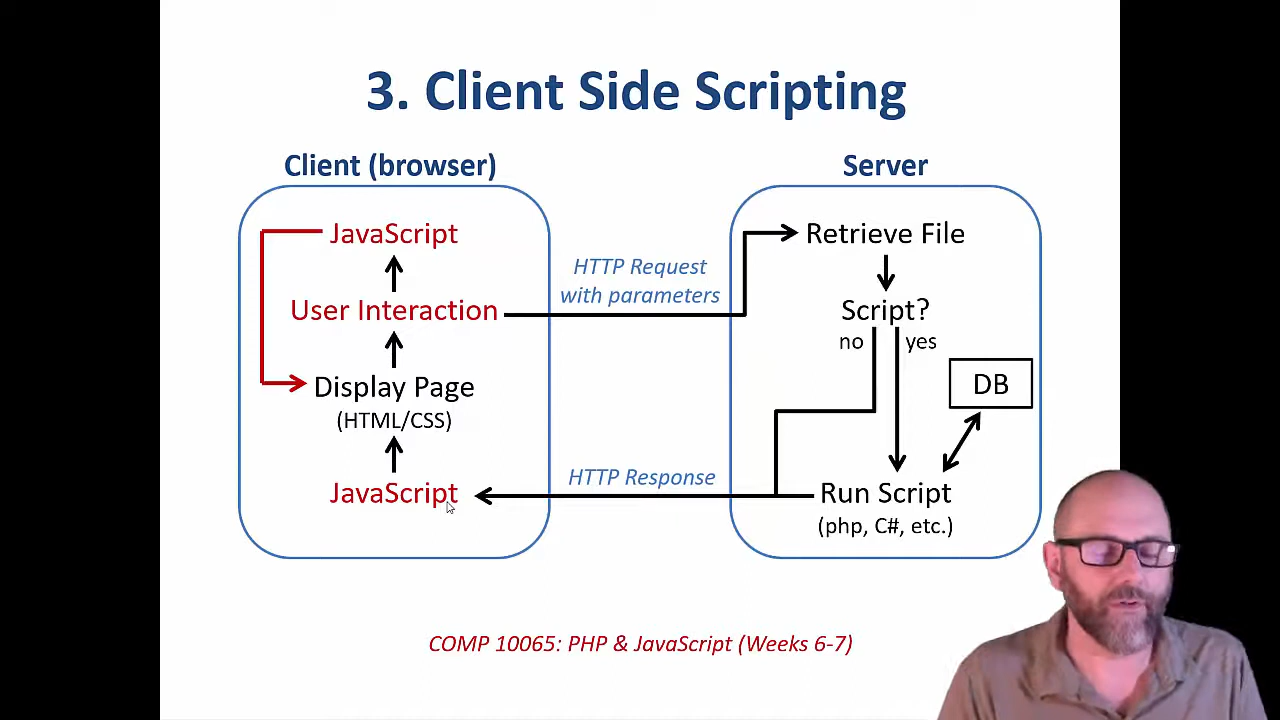 3. Client Side Scripting
Client (browser)
Server
JavaScript
User Interaction
Display Page
(HTML/CSS)
JavaScript
HTTP Request
with parameters
HTTP Response
Retrieve File
Script?
no
yes
DB
Run Script
(php, C#, etc.)
COMP 10065: PHP & JavaScript (Weeks 6-7)